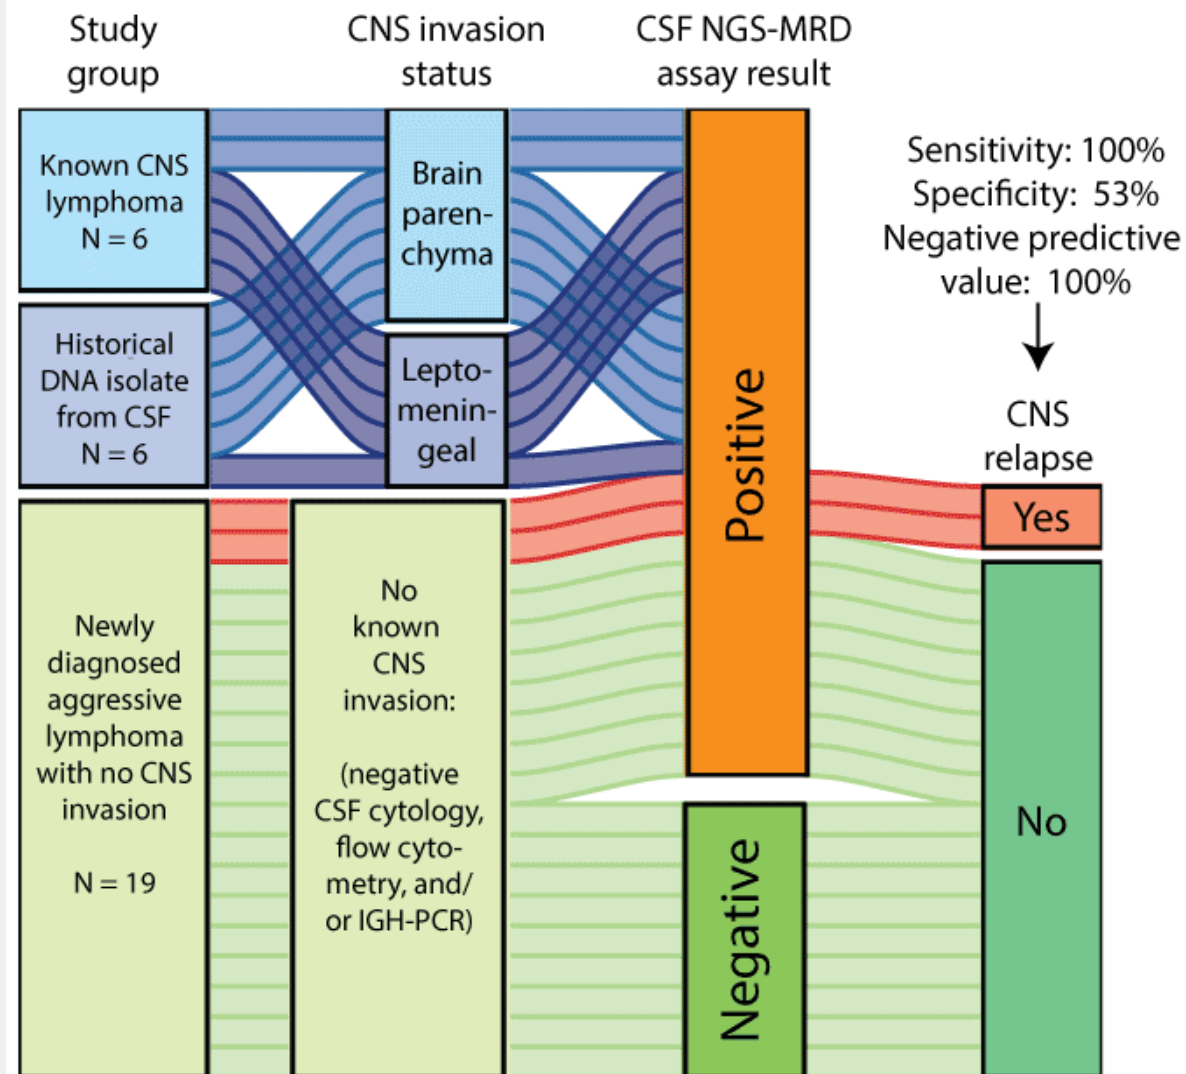 Study
group
CNS invasion
status
CSF NGS-MRD
assay result
Known CNS
lymphoma
N = 6
Brain
paren-
chyma
Sensitivity: 100%
Specificity: 53%
Negative predictive
value: 100%
Historical
DNA isolate
from CSF
N = 6
Lepto-
menin-
geal
Positive
CNS
relapse
Yes
Newly
diagnosed
aggressive
lymphoma
with no CNS
invasion
N = 19
No
known
CNS
invasion:
(negative
CSF cytology,
flow cyto-
metry, and/
or IGH-PCR)
Negative
No